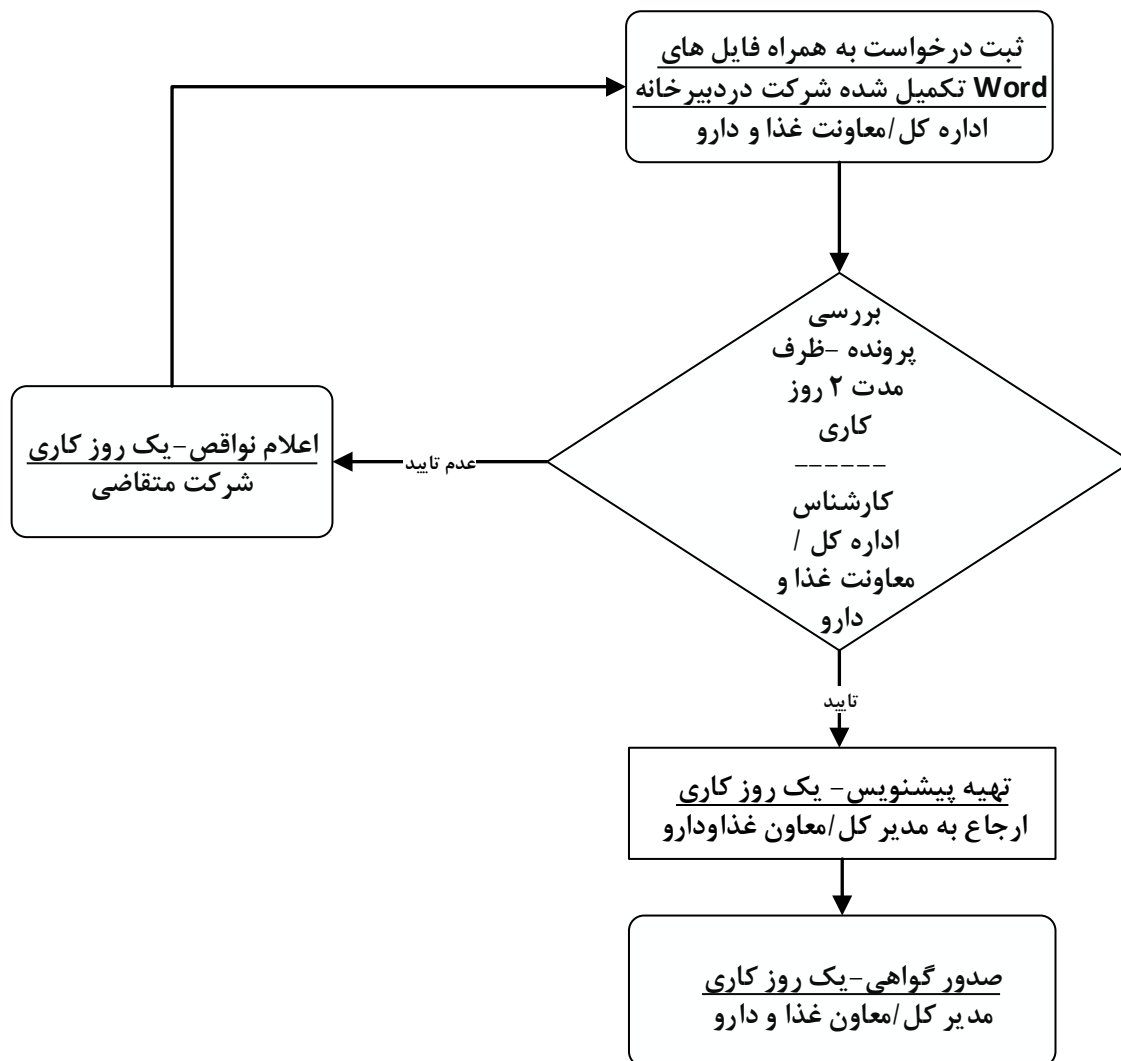 ثبت درخواست به همراه فایل های
Word تکمیل شده شرکت دردبیرخانه
اداره کل/معاونت غذا و دارو
بررسی
پرونده –ظرف
مدت ۲ روز
کاری
------
کارشناس
اداره کل /
معاونت غذا و
دارو
عدم تایید
اعلام نواقص–یک روز کاری
شرکت متقاضی
تایید
تهیه پیشنویس– یک روز کاری
ارجاع به مدیر کل/معاون غذاودارو
صدور گواهی–یک روز کاری
مدیر کل/معاون غذا و دارو